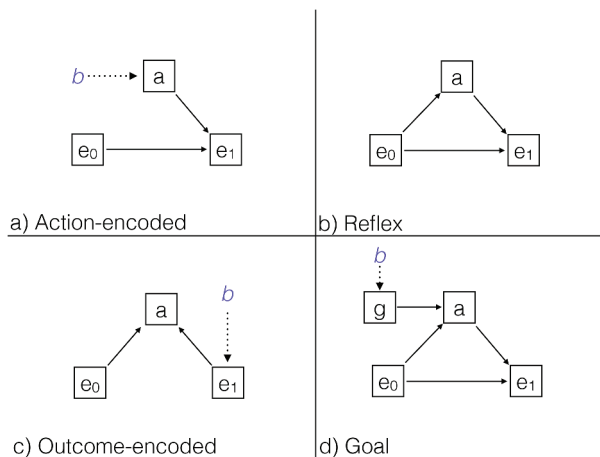 b
a
e₀
e₁
a) Action-encoded
a
e₀
e₁
b) Reflex
b
a
e₀
e₁
c) Outcome-encoded
b
g
a
e₀
e₁
d) Goal